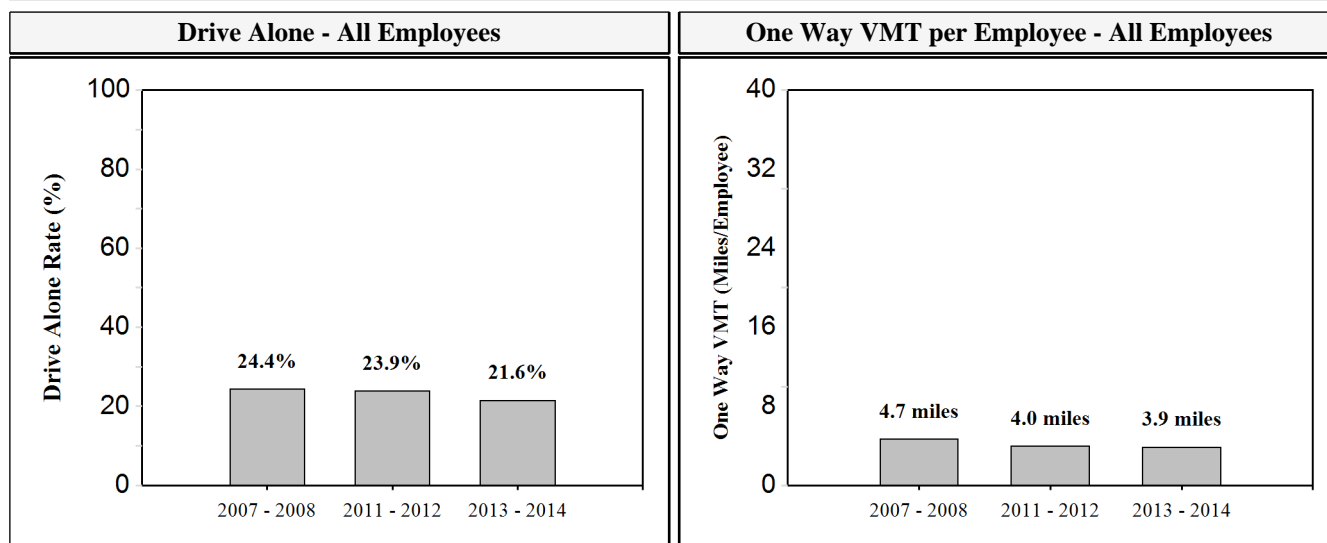 Drive Alone - All Employees
One Way VMT per Employee - All Employees
Drive Alone Rate (%)
100
80
60
40
20
0
24.4%
23.9%
21.6%
2007 - 2008
2011 - 2012
2013 - 2014
One Way VMT (Miles/Employee)
40
32
24
16
8
0
4.7 miles
4.0 miles
3.9 miles
2007 - 2008
2011 - 2012
2013 - 2014